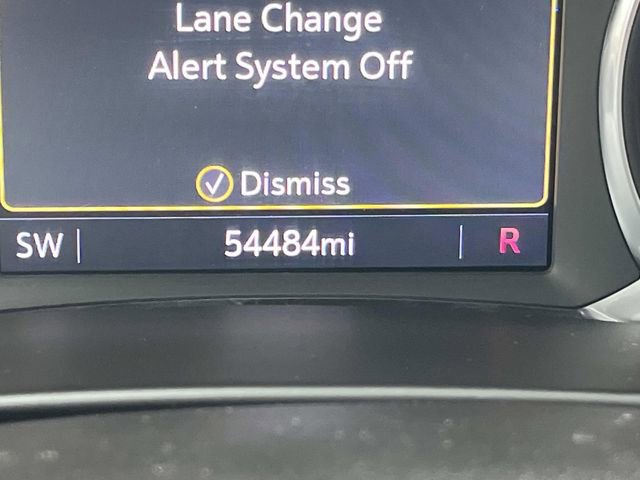 Lane Change
Alert System Off
Dismiss
SW 54484mi R